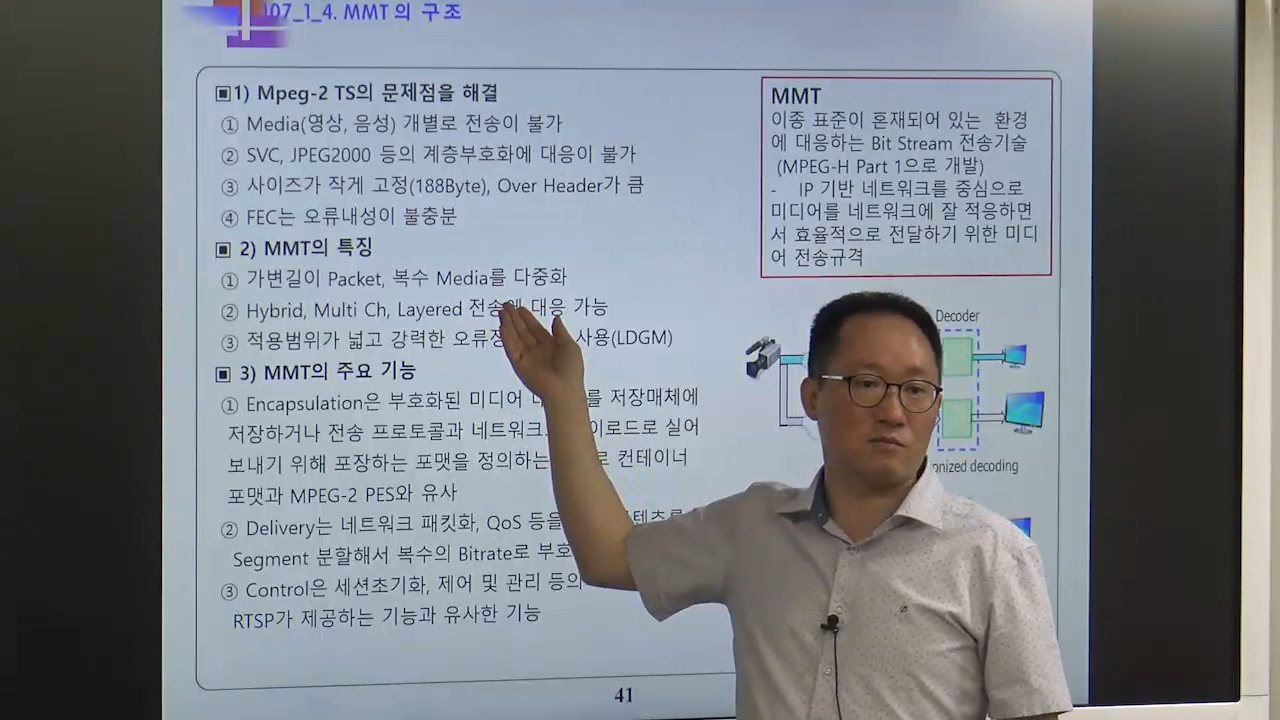 107_1_4. MMT의 구조
▣1) Mpeg-2 TS의 문제점을 해결
① Media(영상, 음성) 개별로 전송이 불가
② SVC, JPEG2000 등의 계층부호화에 대응이 불가
③ 사이즈가 작게 고정(188Byte), Over Header가 큼
④ FEC는 오류내성이 불충분
▣ 2) MMT의 특징
① 가변길이 Packet, 복수 Media를 다중화
② Hybrid, Multi Ch, Layered 전송에 대응 가능
③ 적용범위가 넓고 강력한 사용(LDGM)
▣ 3) MMT의 주요 기능
① Encapsulation은 부호화된 미디어 를 저장매체에
저장하거나 전송 프로토콜과 실어
보내기 위해 포장하는 포맷을 정의하는 컨테이너
포맷과 MPEG-2 PES와 유사
② Delivery는 네트워크 패킷화, QoS 등을
Segment 분할해서 복수의 Bitrate로
③ Control은 세션초기화, 제어 및 관리 등의
RTSP가 제공하는 기능과 유사한 기능
MMT
이종 표준이 혼재되어 있는 환경
에 대응하는 Bit Stream 전송기술
(MPEG-H Part 1으로 개발)
- IP 기반 네트워크를 중심으로
미디어를 네트워크에 잘 적응하면
서 효율적으로 전달하기 위한 미디
어 전송규격
Decoder
decoding
41